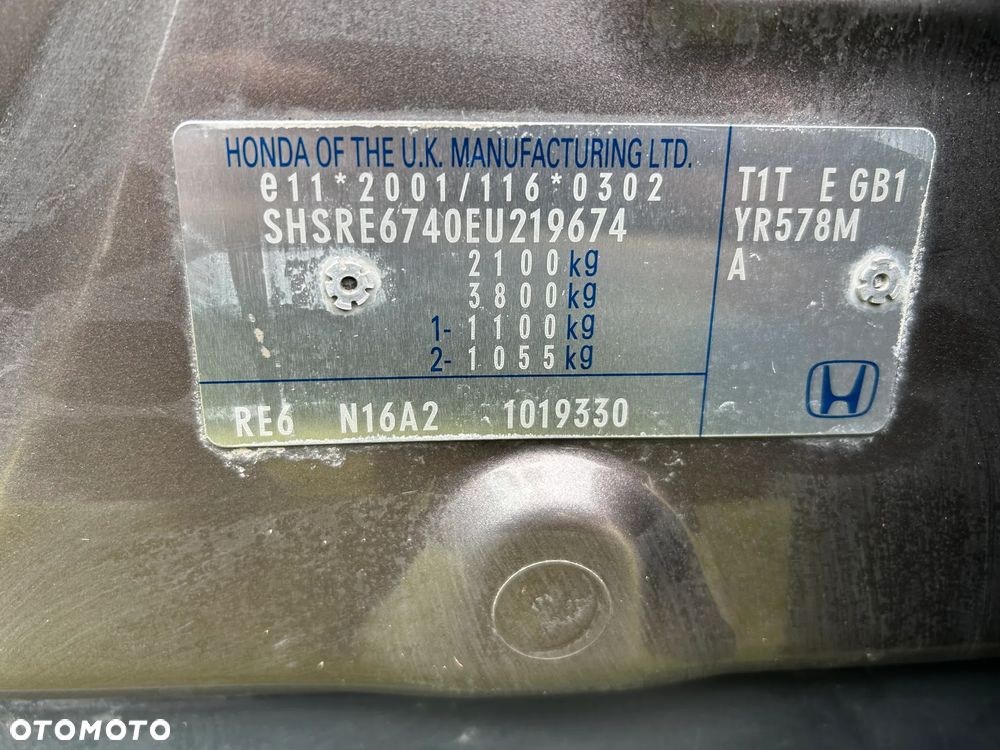 HONDA OF THE U.K. MANUFACTURING LTD.
e11*2001/116*0302
SHSRE6740EU219674
2100kg
3800kg
1-1100kg
2-1055kg
T1T E GB1
YR578M
A
RE6 N16A2 1019330
OTOMOTO